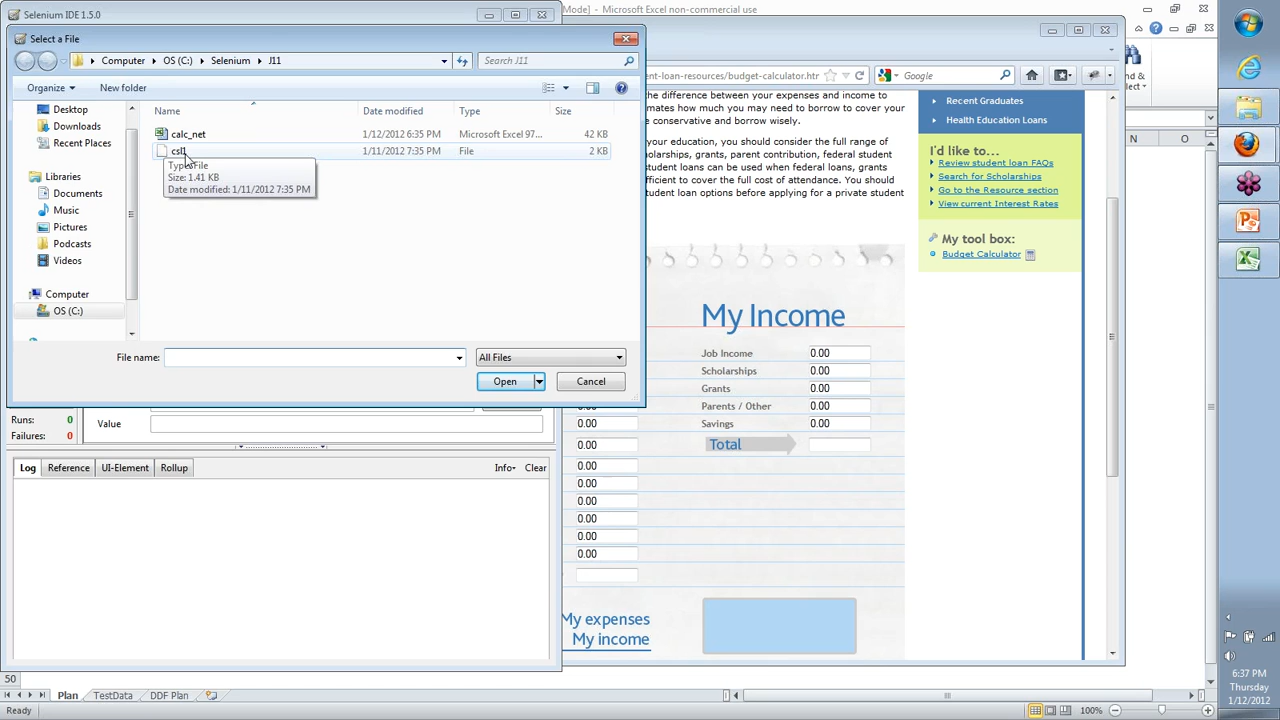 Selenium IDE 1.5.0
Mode] - Microsoft Excel non-commercial use
Select a File
Computer OS (C:) Selenium J11
Search J11
Organize New folder
Desktop
Downloads
Recent Places
Libraries
Documents
Music
Pictures
Podcasts
Videos
Computer
OS (C:)
Name Date modified Type Size
calc_net 1/12/2012 6:35 PM Microsoft Excel 97... 42 KB
csl1 1/11/2012 7:35 PM File 2 KB
Type: File
Size: 1.41 KB
Date modified: 1/11/2012 7:35 PM
File name: All Files
Open Cancel
Runs: 0
Failures: 0
Value
Log Reference UI-Element Rollup Info Clear
ent-loan-resources/budget-calculator.htr
Google
the difference between your expenses and income to
mates how much you may need to borrow to cover your
e conservative and borrow wisely.
your education, you should consider the full range of
olarships, grants, parent contribution, federal student
student loans can be used when federal loans, grants
fficient to cover the full cost of attendance. You should
tudent loan options before applying for a private student
Recent Graduates
Health Education Loans
I'd like to...
Review student loan FAQs
Search for Scholarships
Go to the Resource section
View current Interest Rates
My tool box:
Budget Calculator
My Income
Job Income 0.00
Scholarships 0.00
Grants 0.00
Parents / Other 0.00
Savings 0.00
Total
0.00
0.00
0.00
0.00
0.00
0.00
0.00
0.00
My expenses
My income
& 
ct
N O
50
Plan TestData DDF Plan
Ready
100%
6:37 PM
Thursday
1/12/2012